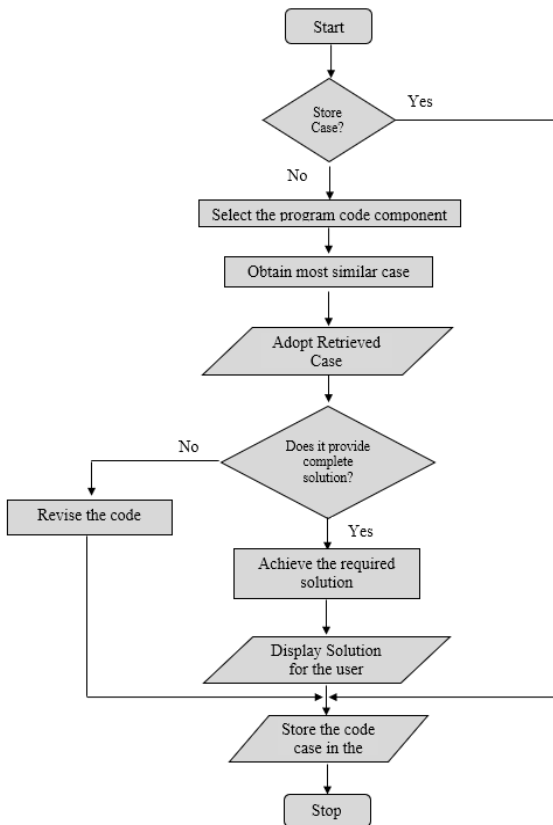 Start
Store
Case?
Yes
No
Select the program code component
Obtain most similar case
Adopt Retrieved
Case
Does it provide
complete
solution?
No
Revise the code
Yes
Achieve the required
solution
Display Solution
for the user
Store the code
case in the
Stop